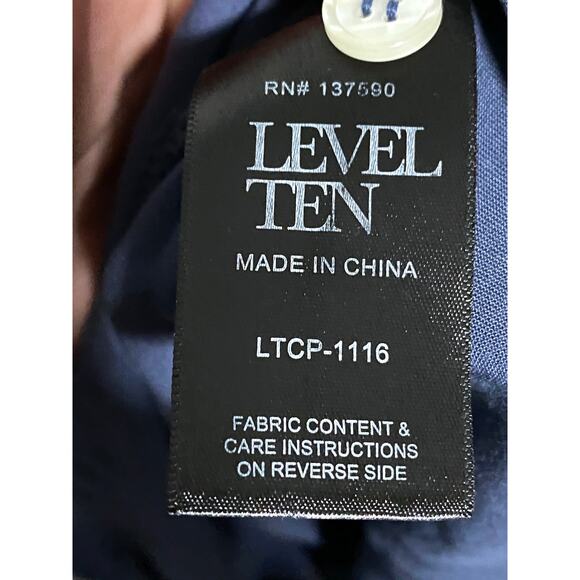 RN# 137590
LEVEL
TEN
MADE IN CHINA
LTCP-1116
FABRIC CONTENT &
CARE INSTRUCTIONS
ON REVERSE SIDE